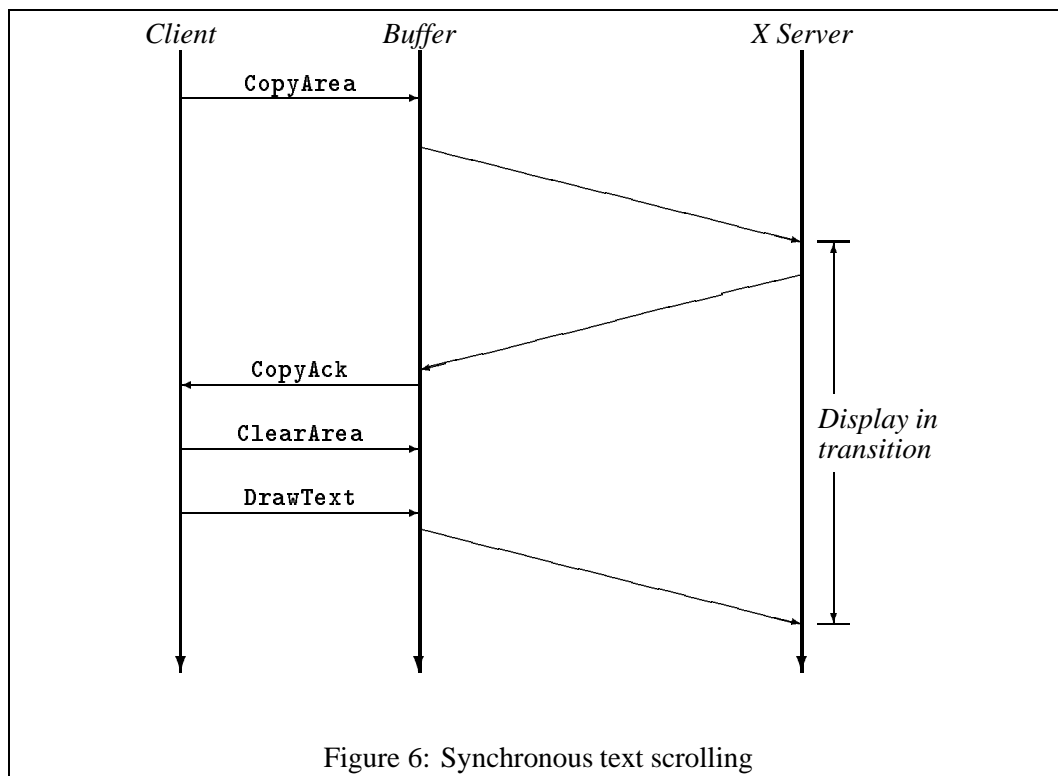 Client Buffer X Server
CopyArea
CopyAck
ClearArea
Display in
transition
DrawText
Figure 6: Synchronous text scrolling